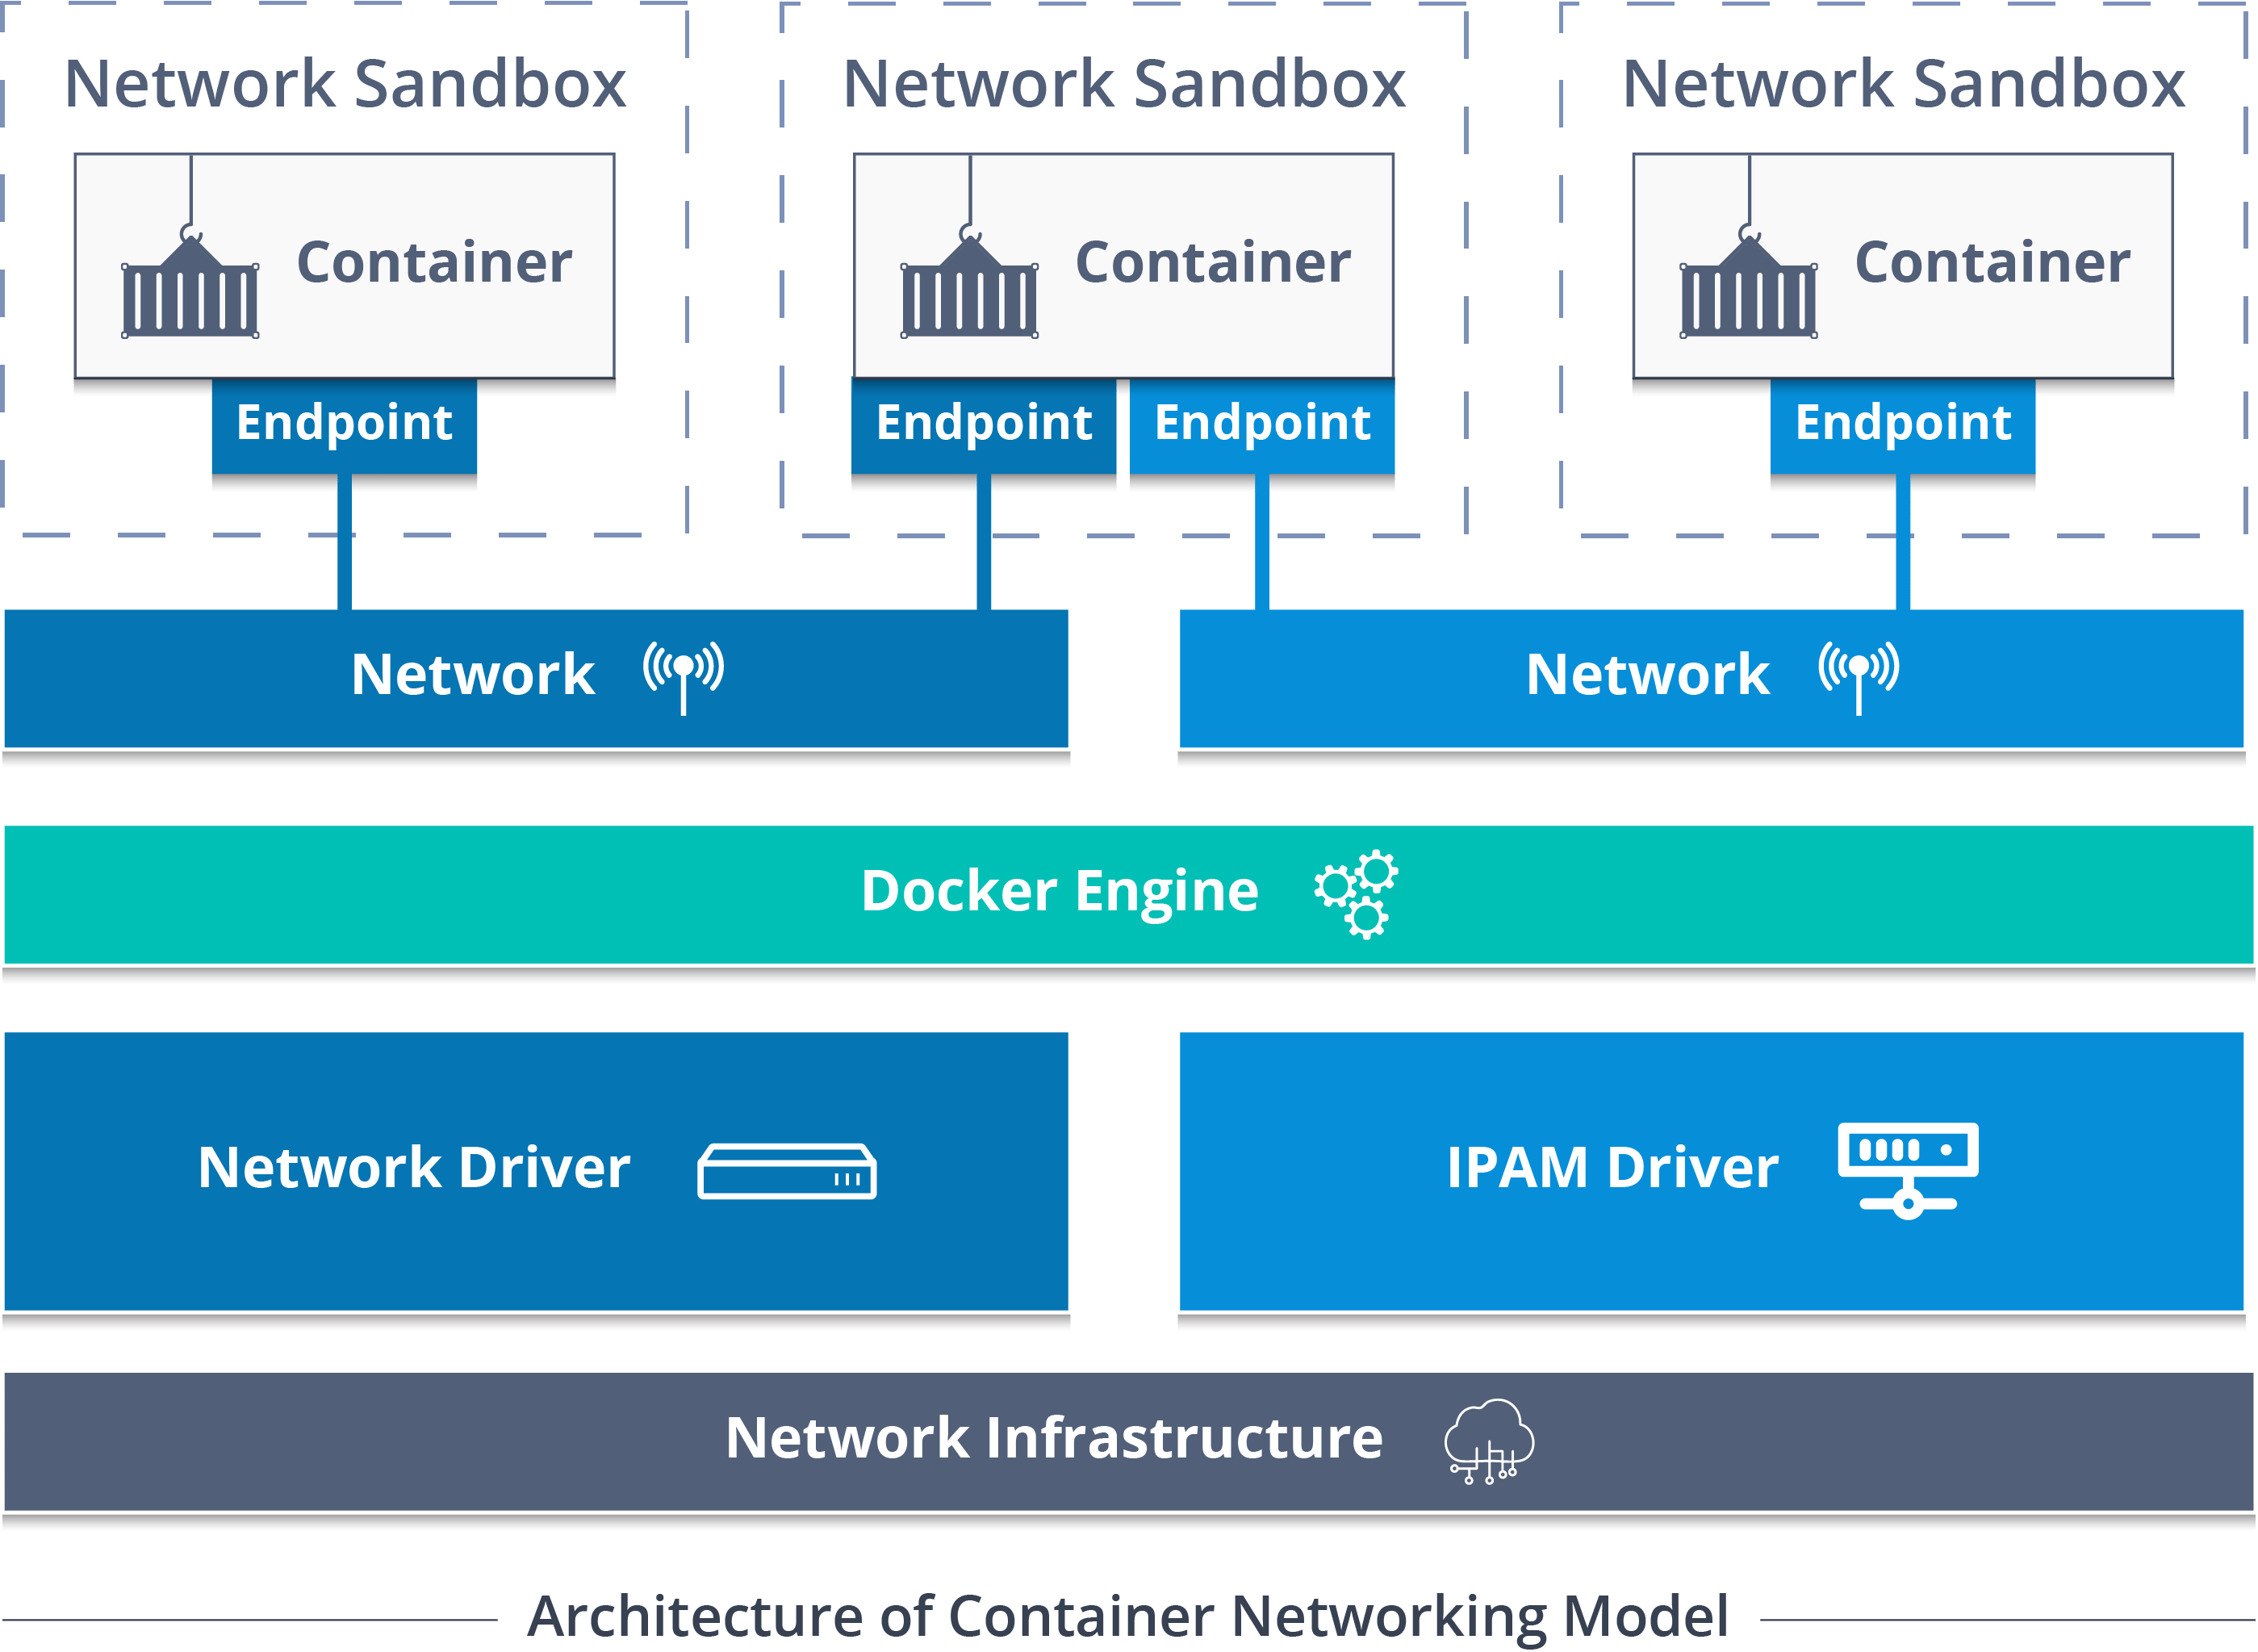 Network Sandbox
Network Sandbox
Network Sandbox
Container
Container
Container
Endpoint
Endpoint
Endpoint
Endpoint
Network
Network
Docker Engine
Network Driver
IPAM Driver
Network Infrastructure
Architecture of Container Networking Model